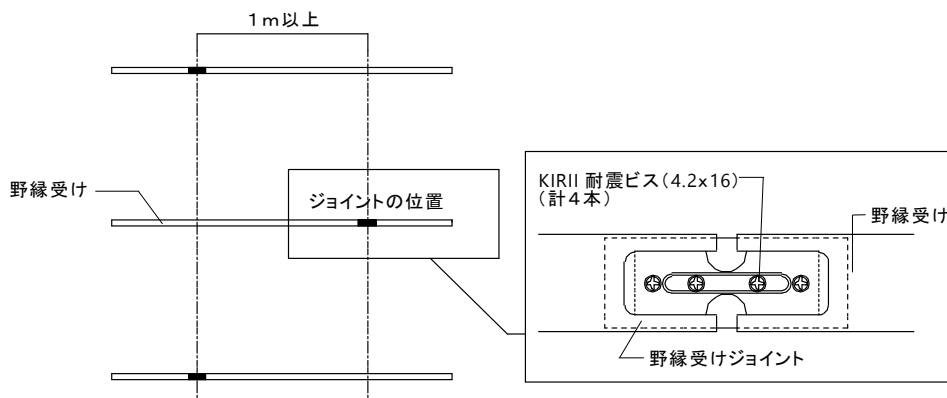 1m以上
野縁受け
ジョイントの位置
KIRII 耐震ビス(4.2x16)
(計4本)
野縁受け
野縁受けジョイント